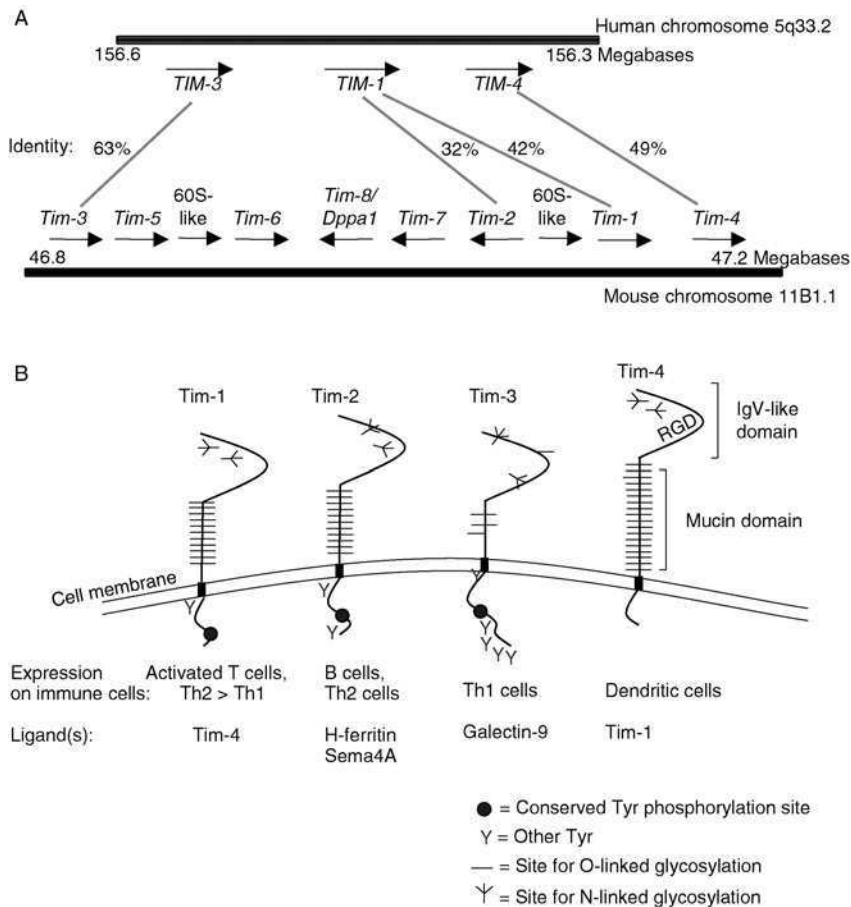 A
Human chromosome 5q33.2
156.6
156.3 Megabases
TIM-3
TIM-1
TIM-4
Identity:
63%
32%
42%
49%
Tim-3
Tim-5
60S-
like
Tim-6
Tim-8/
Dppa1
Tim-7
Tim-2
60S-
like
Tim-1
Tim-4
46.8
47.2 Megabases
Mouse chromosome 11B1.1
B
Tim-1
Tim-2
Tim-3
Tim-4
RGD
IgV-like
domain
Mucin domain
Cell membrane
Y
Y
Y
Y
Y
Y
Y Y Y
Expression
on immune cells:
Activated T cells,
Th2 > Th1
B cells,
Th2 cells
Th1 cells
Dendritic cells
Ligand(s):
Tim-4
H-ferritin
Sema4A
Galectin-9
Tim-1
= Conserved Tyr phosphorylation site
Y = Other Tyr
= Site for O-linked glycosylation
= Site for N-linked glycosylation